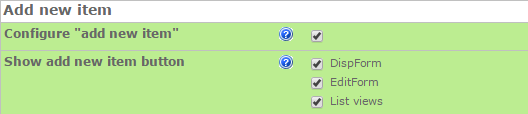 Add new item
Configure "add new item"
Show add new item button
DispForm
EditForm
List views